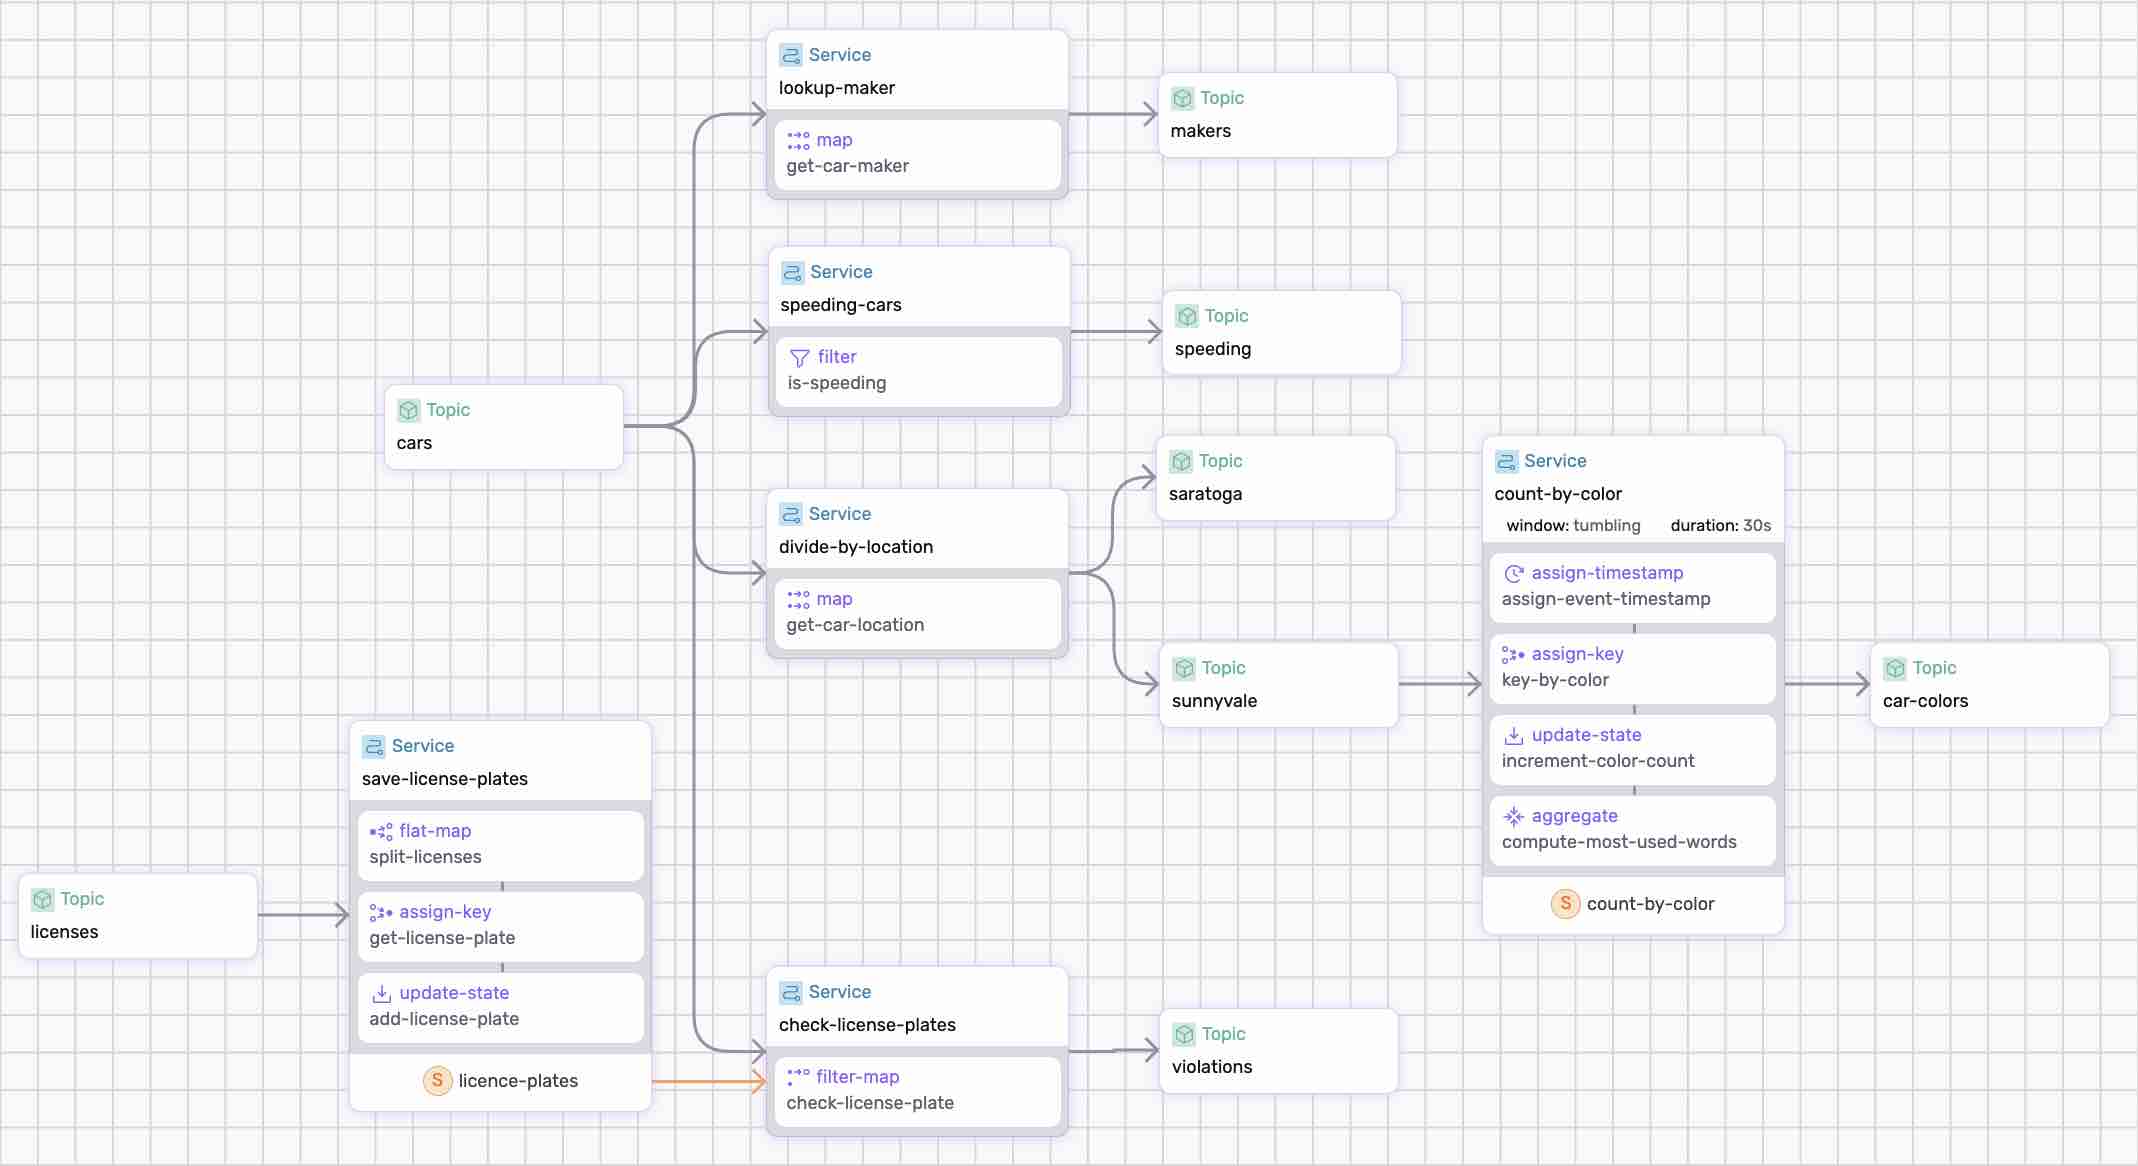 Service
lookup-maker
map
get-car-maker
Topic
makers
Service
speeding-cars
filter
is-speeding
Topic
speeding
Topic
cars
Service
divide-by-location
map
get-car-location
Topic
saratoga
Topic
sunnyvale
Service
count-by-color
window: tumbling duration: 30s
assign-timestamp
assign-event-timestamp
assign-key
key-by-color
update-state
increment-color-count
aggregate
compute-most-used-words
S count-by-color
Topic
car-colors
Topic
licenses
Service
save-license-plates
flat-map
split-licenses
assign-key
get-license-plate
update-state
add-license-plate
S licence-plates
Service
check-license-plates
filter-map
check-license-plate
Topic
violations